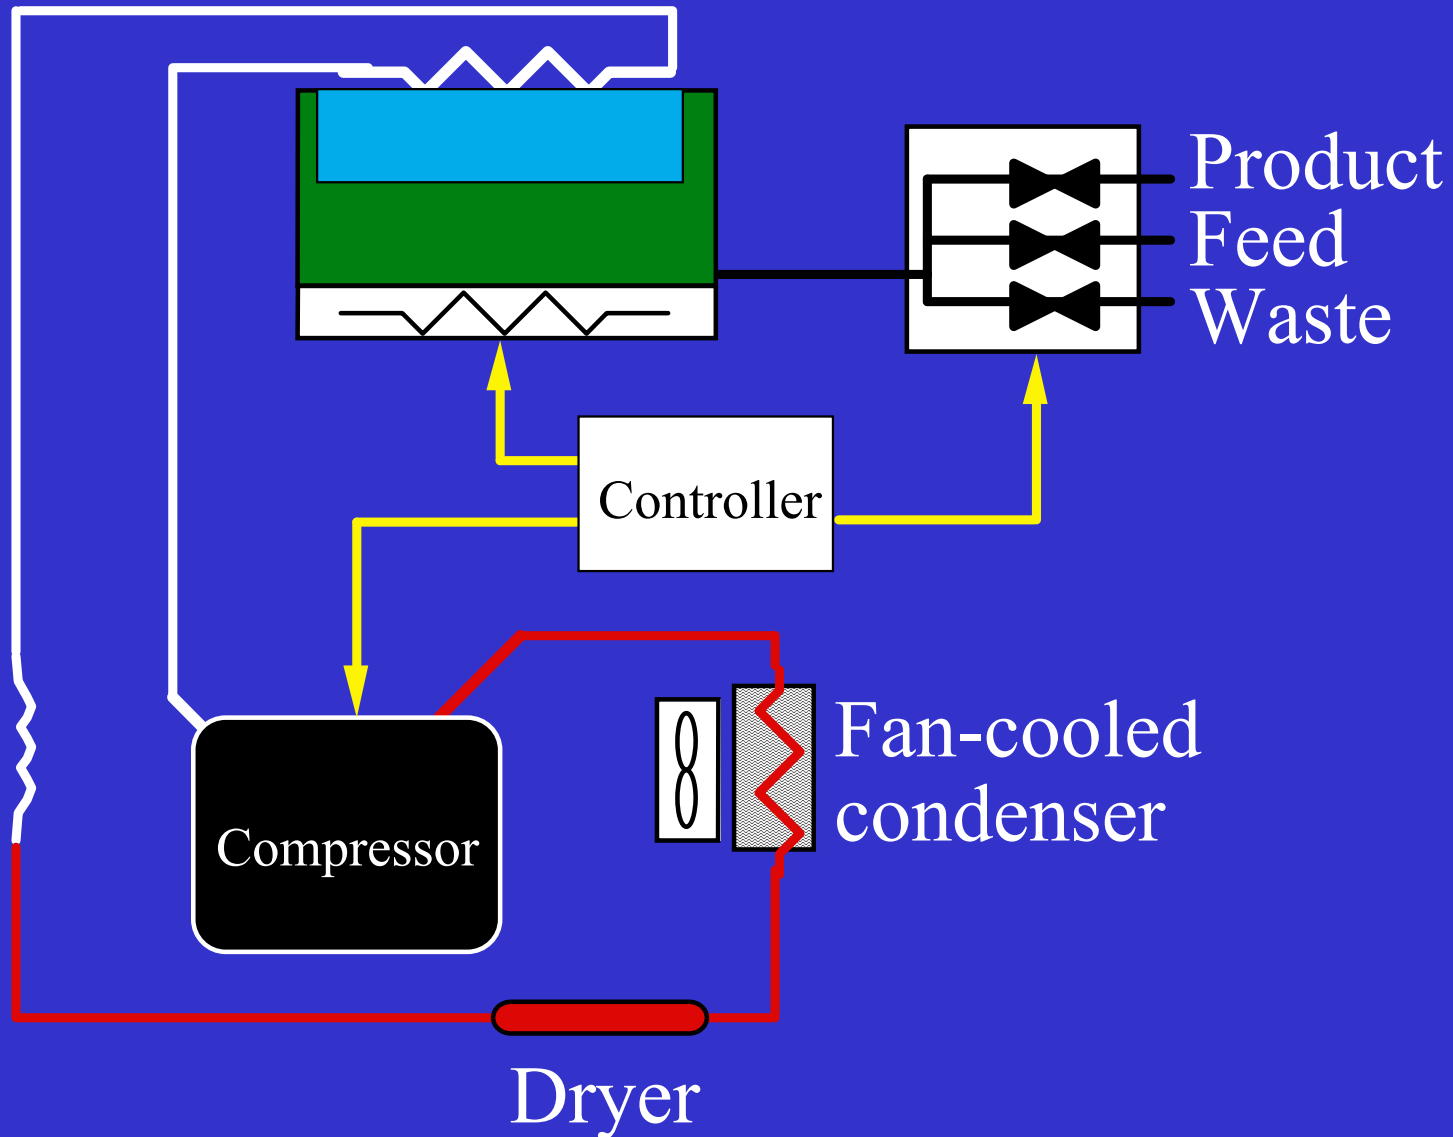 Product
Feed
Waste
Controller
Fan-cooled
condenser
Compressor
Dryer